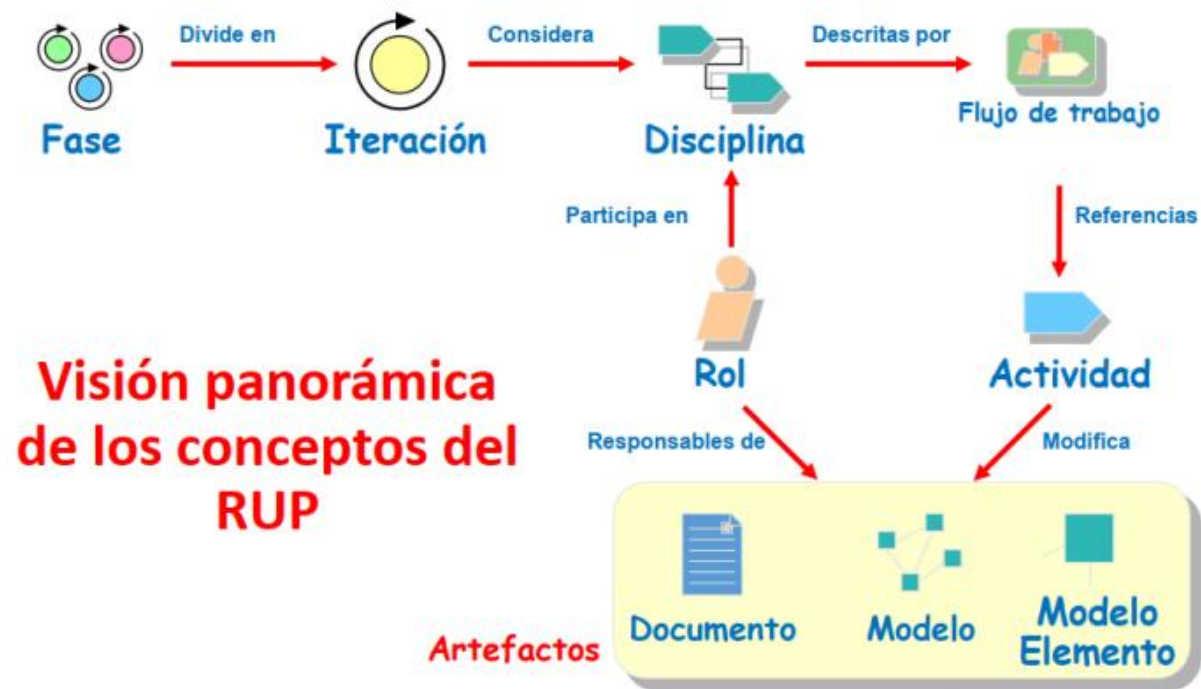 Divide en
Considera
Descritas por
Fase
Iteración
Disciplina
Flujo de trabajo
Participa en
Referencias
Rol
Actividad
Visión panorámica
de los conceptos del
RUP
Responsables de
Modifica
Documento
Modelo
Modelo
Elemento
Artefactos